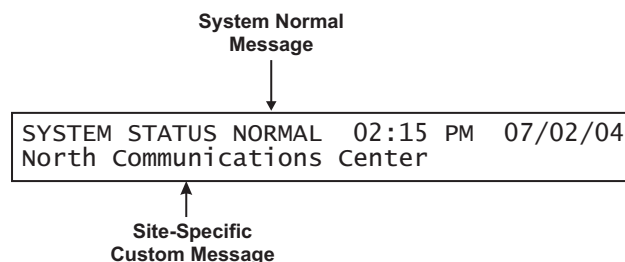 System Normal
Message
SYSTEM STATUS NORMAL 02:15 PM 07/02/04
North Communications Center
Site-Specific
Custom Message